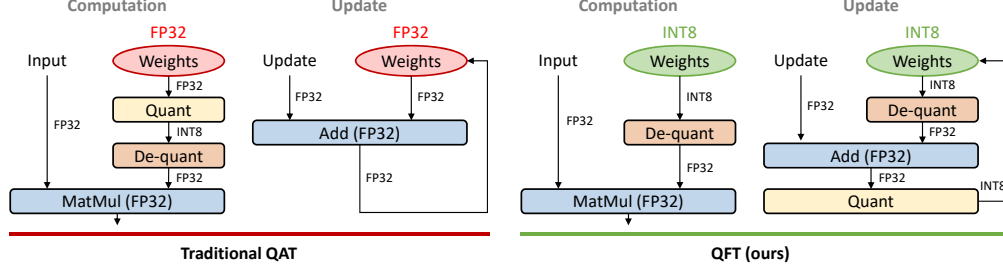 Computation
Update
Computation
Update
FP32
FP32
INT8
INT8
Input
Weights
Update
Weights
Input
Weights
Update
Weights
FP32
Quant
INT8
De-quant
FP32
FP32
MatMul (FP32)
FP32
FP32
Add (FP32)
FP32
INT8
FP32
De-quant
FP32
MatMul (FP32)
INT8
FP32
De-quant
FP32
Add (FP32)
FP32
INT8
Quant
Traditional QAT
QFT (ours)